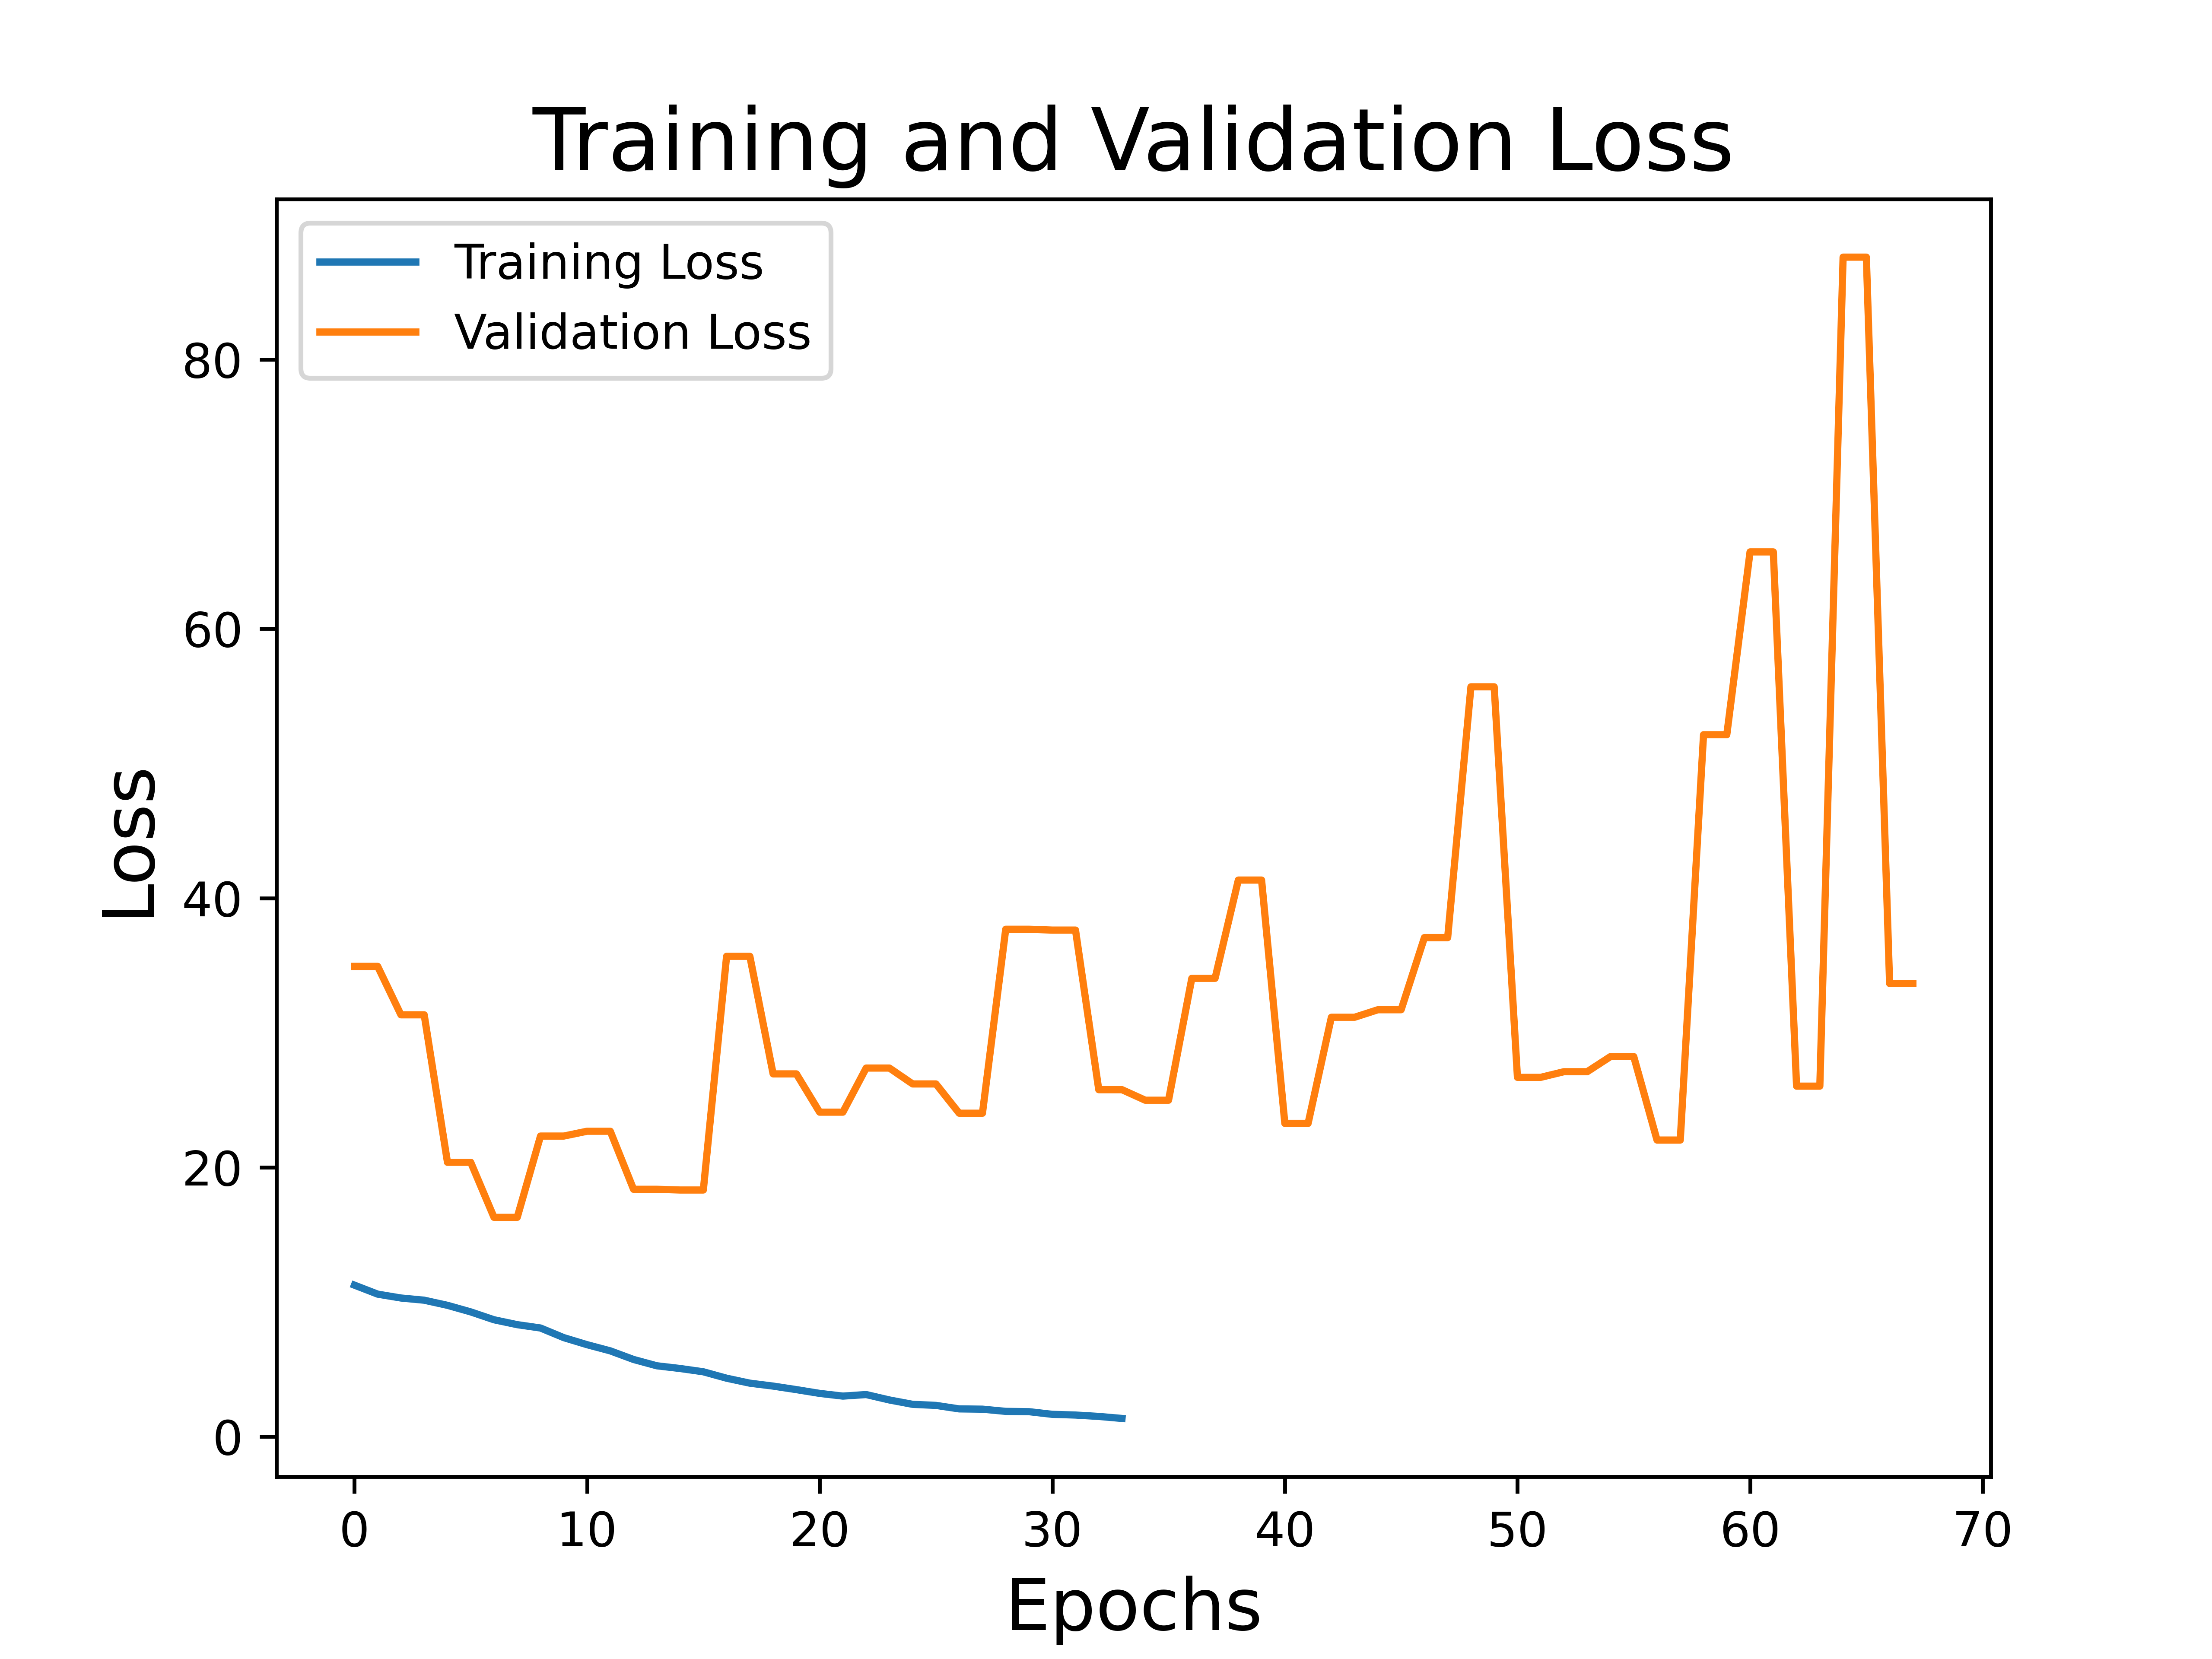 Training and Validation Loss
Training Loss
Validation Loss
80
60
40
20
0
Loss
0 10 20 30 40 50 60 70
Epochs